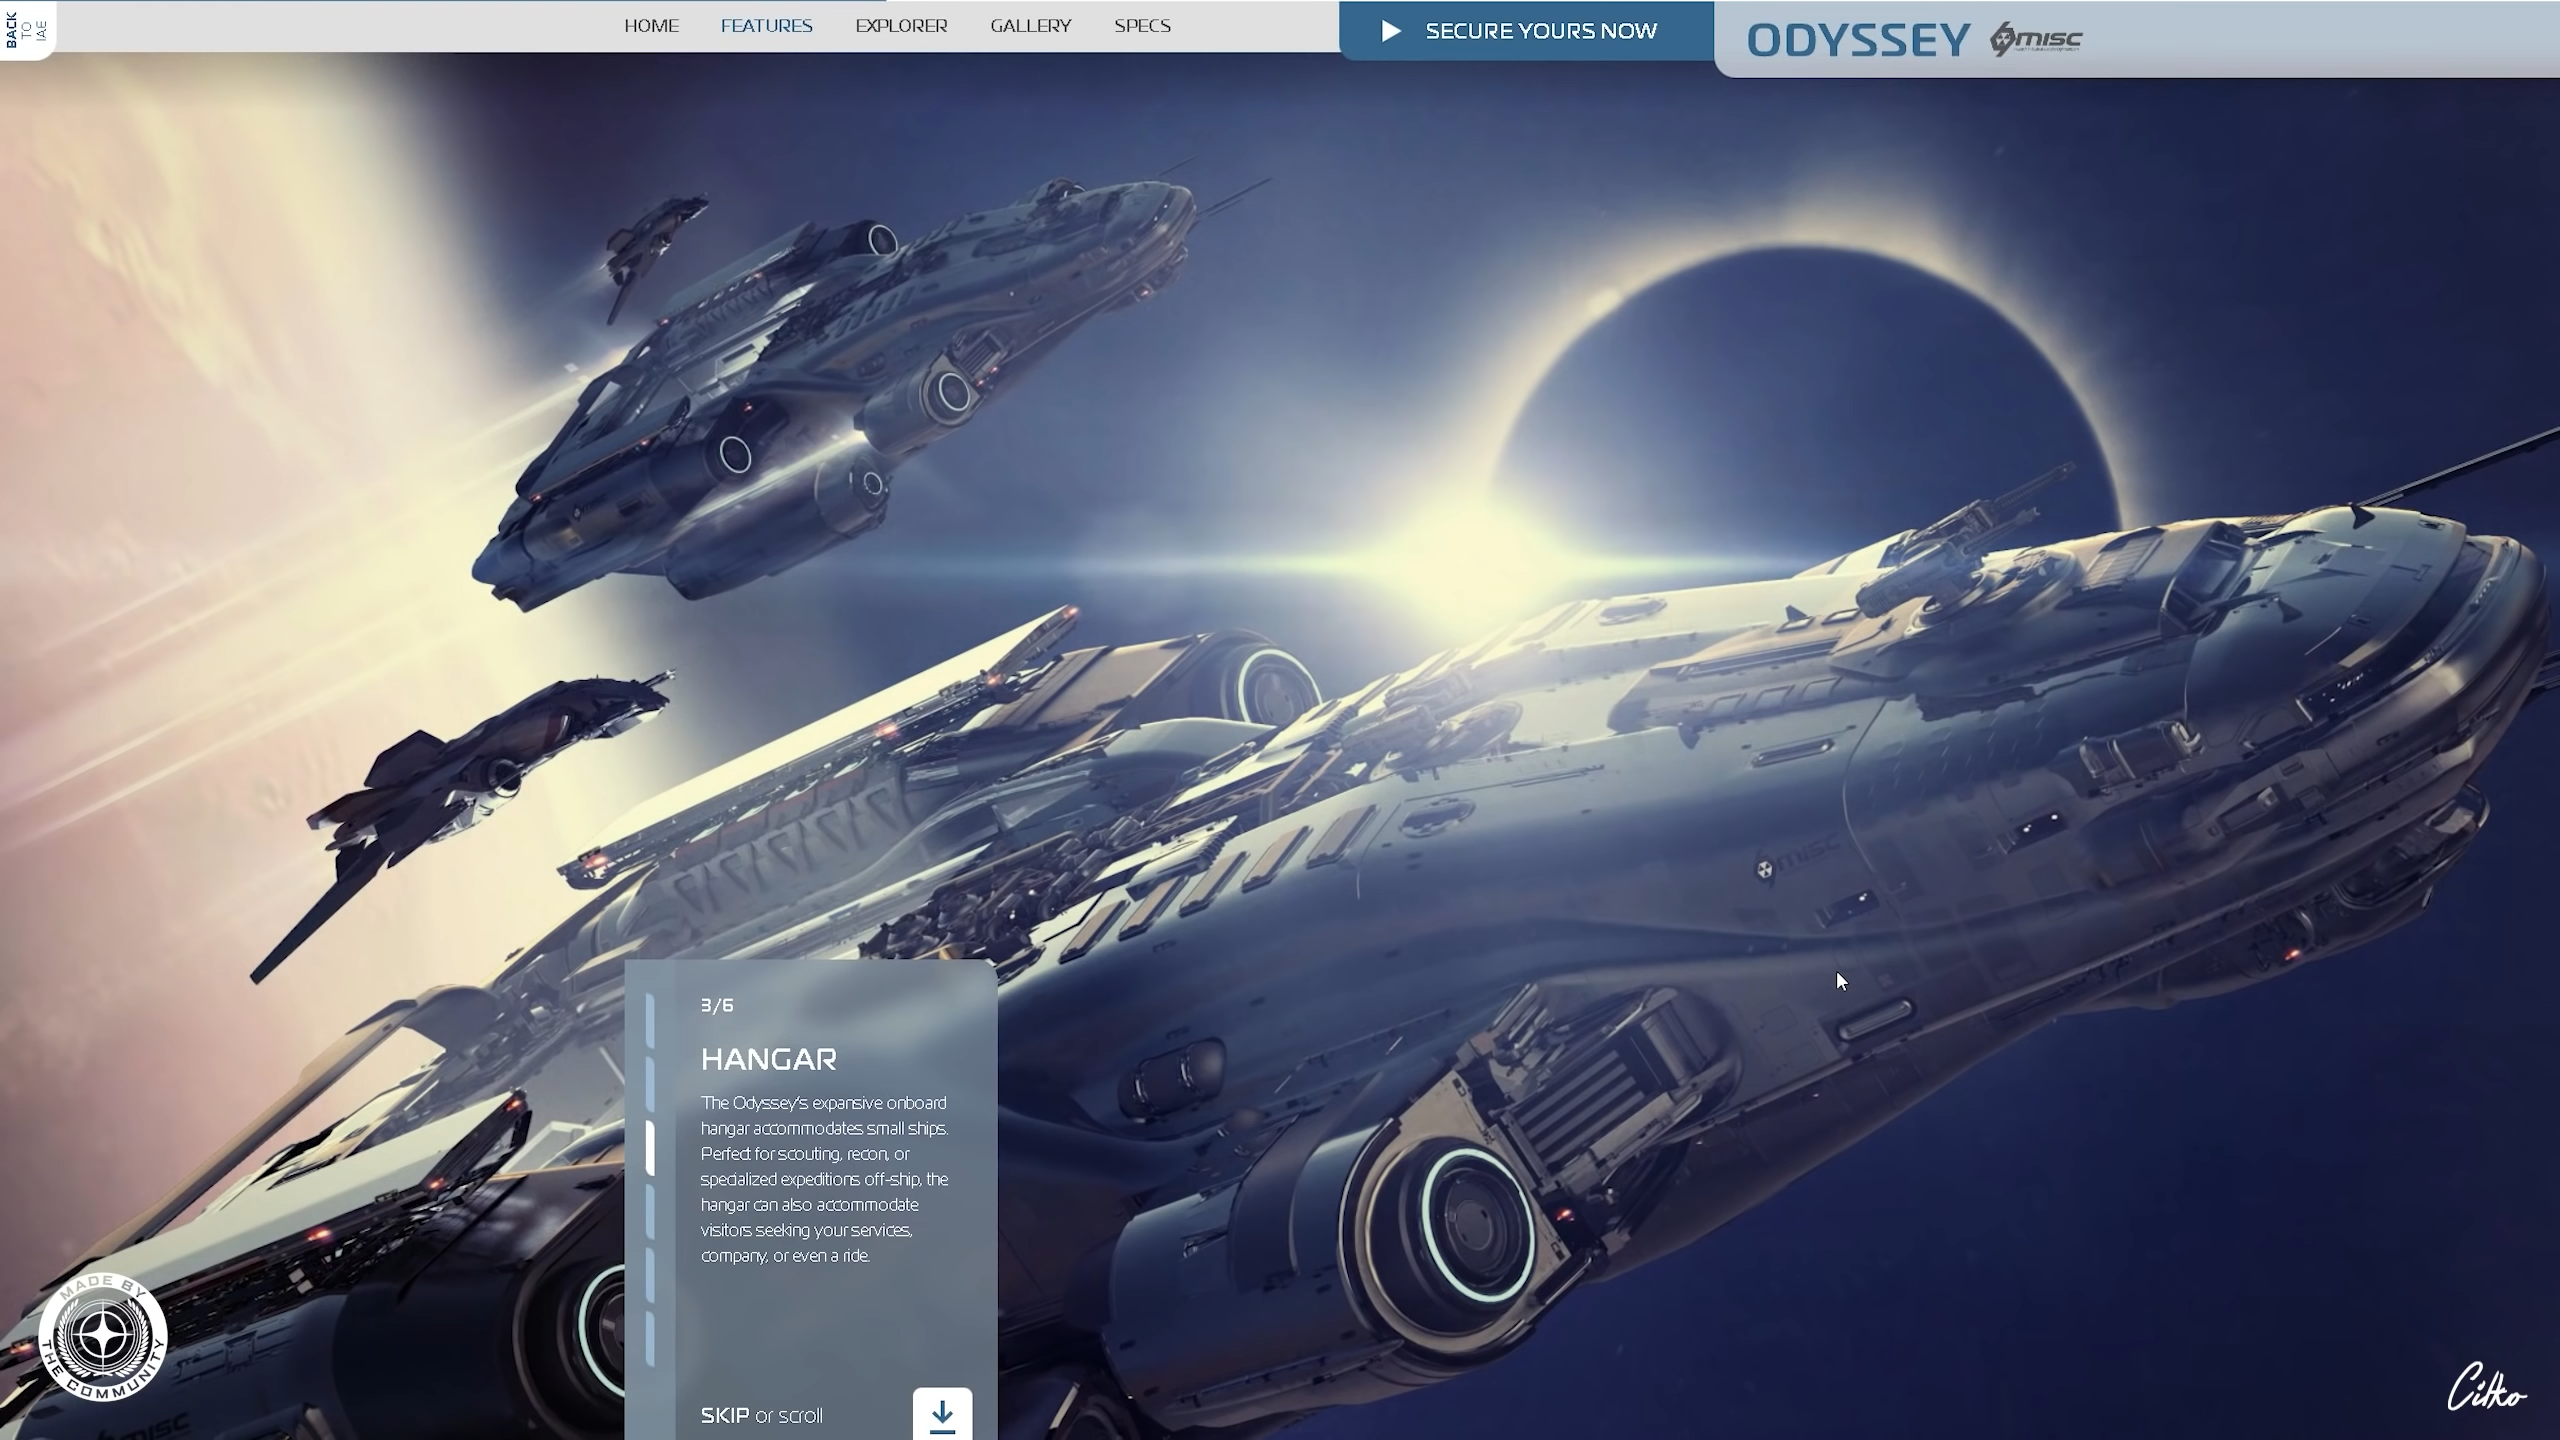 BACK
TO
IAE
HOME
FEATURES
EXPLORER
GALLERY
SPECS
SECURE YOURS NOW
ODYSSEY
MISC
MISC
3/6
HANGAR
The Odyssey's expansive onboard
hangar accommodates small ships.
Perfect for scouting, recon, or
specialized expeditions off-ship, the
hangar can also accommodate
visitors seeking your services,
company, or even a ride.
SKIP or scroll
MADE BY
THE COMMUNITY
MISC